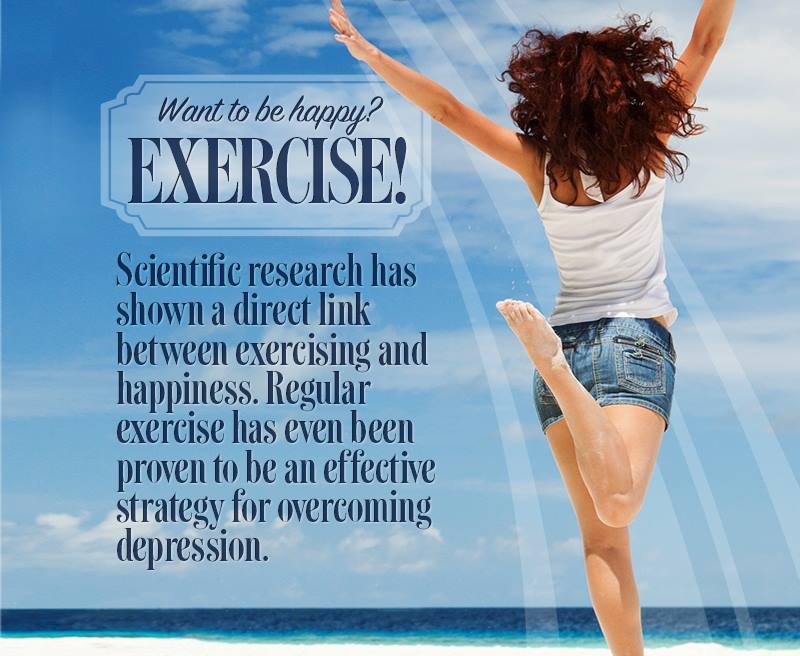 Want to be happy?
EXERCISE!
Scientific research has
shown a direct link
between exercising and
happiness. Regular
exercise has even been
proven to be an effective
strategy for overcoming
depression.